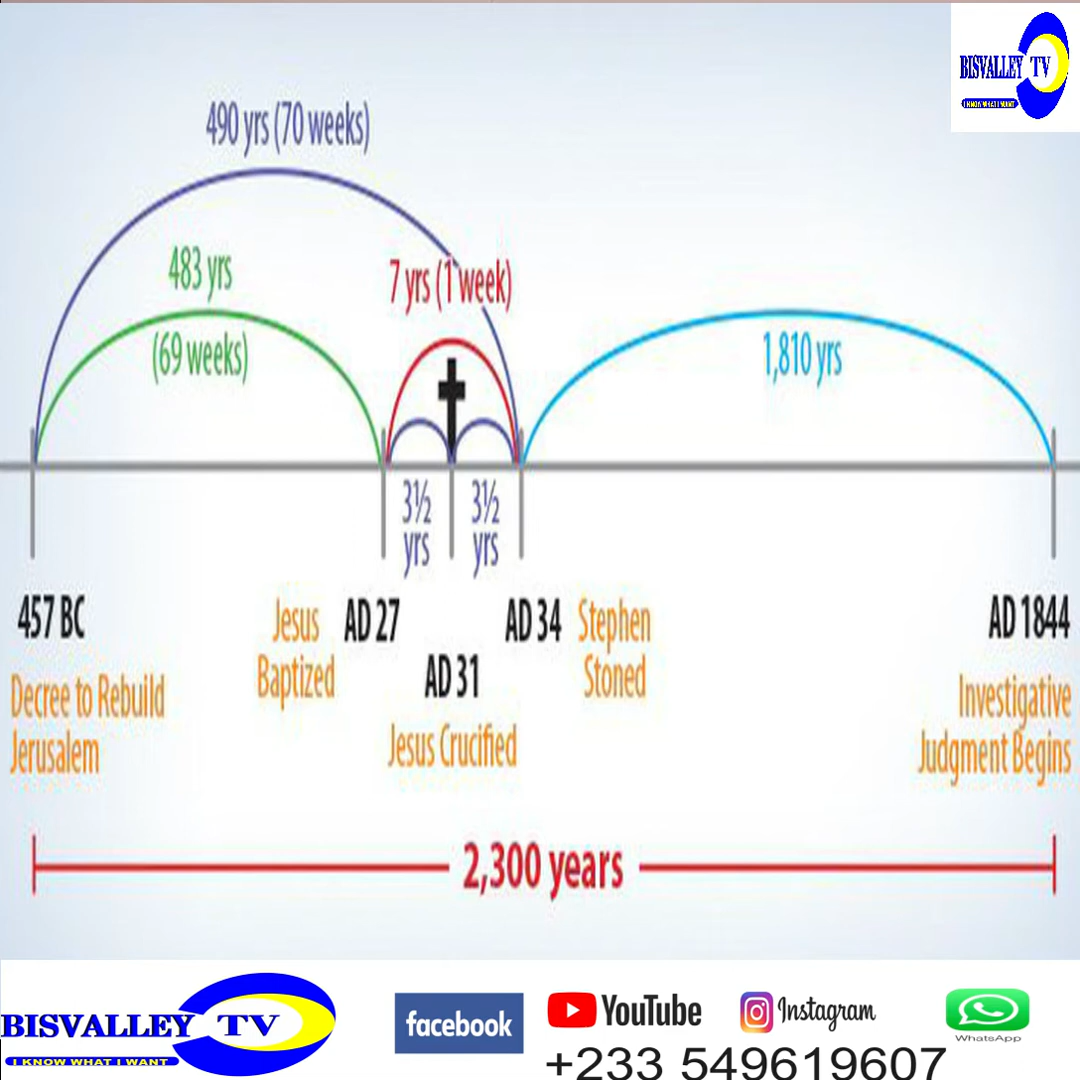 BISVALLEY TV
I KNOW WHAT I WANT
490 yrs (70 weeks)
483 yrs
(69 weeks)
7 yrs (1 week)
1,810 yrs
3½
yrs
3½
yrs
457 BC
Decree to Rebuild
Jerusalem
Jesus
Baptized
AD 27
AD 31
Jesus Crucified
AD 34
Stephen
Stoned
AD 1844
Investigative
Judgment Begins
2,300 years
BISVALLEY TV
I KNOW WHAT I WANT
facebook
YouTube
Instagram
WhatsApp
+233 549619607